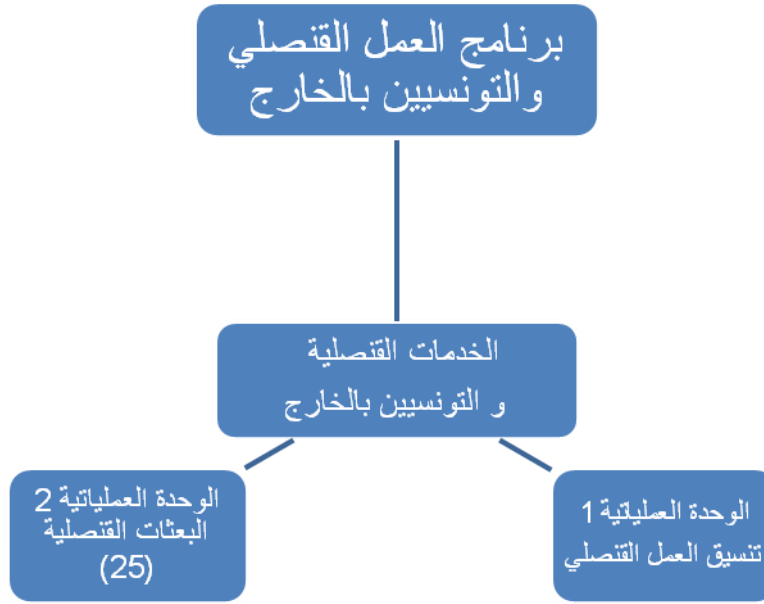 برنامج العمل القنصلي
والتونسيين بالخارج
الخدمات القنصلية
و التونسيين بالخارج
الوحدة العملياتية 1
تنسيق العمل القنصلي
الوحدة العملياتية 2
البعثات القنصلية
(25)